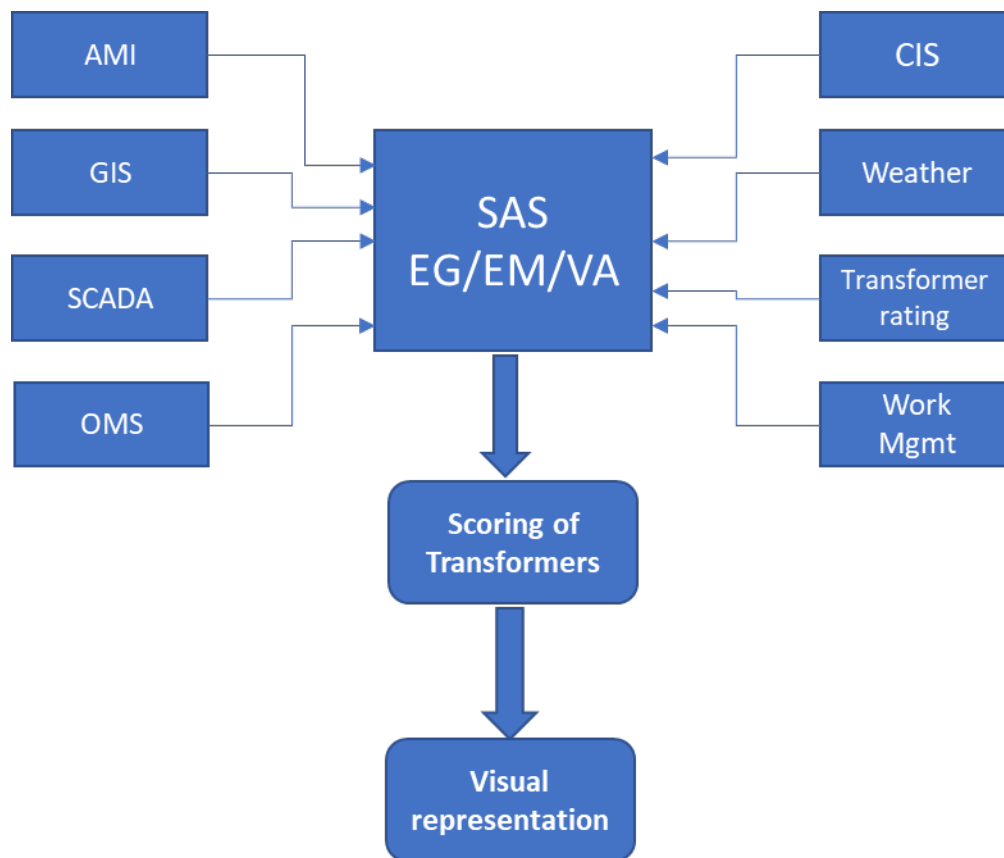 AMI
GIS
SCADA
OMS
SAS
EG/EM/VA
CIS
Weather
Transformer
rating
Work
Mgmt
Scoring of
Transformers
Visual
representation